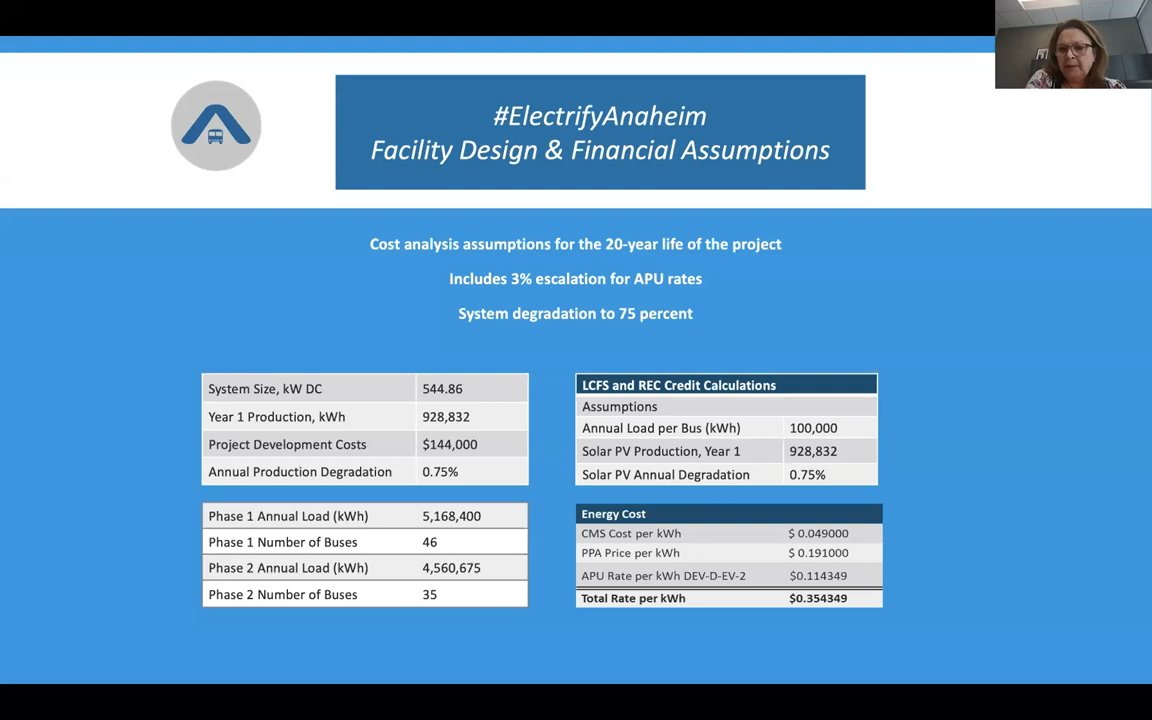 #ElectrifyAnaheim
Facility Design & Financial Assumptions
Cost analysis assumptions for the 20-year life of the project
Includes 3% escalation for APU rates
System degradation to 75 percent
System Size, kW DC 544.86
Year 1 Production, kWh 928,832
Project Development Costs $144,000
Annual Production Degradation 0.75%
Phase 1 Annual Load (kWh) 5,168,400
Phase 1 Number of Buses 46
Phase 2 Annual Load (kWh) 4,560,675
Phase 2 Number of Buses 35
LCFS and REC Credit Calculations
Assumptions
Annual Load per Bus (kWh) 100,000
Solar PV Production, Year 1 928,832
Solar PV Annual Degradation 0.75%
Energy Cost
CMS Cost per kWh $ 0.049000
PPA Price per kWh $ 0.191000
APU Rate per kWh DEV-D-EV-2 $0.114349
Total Rate per kWh $0.354349